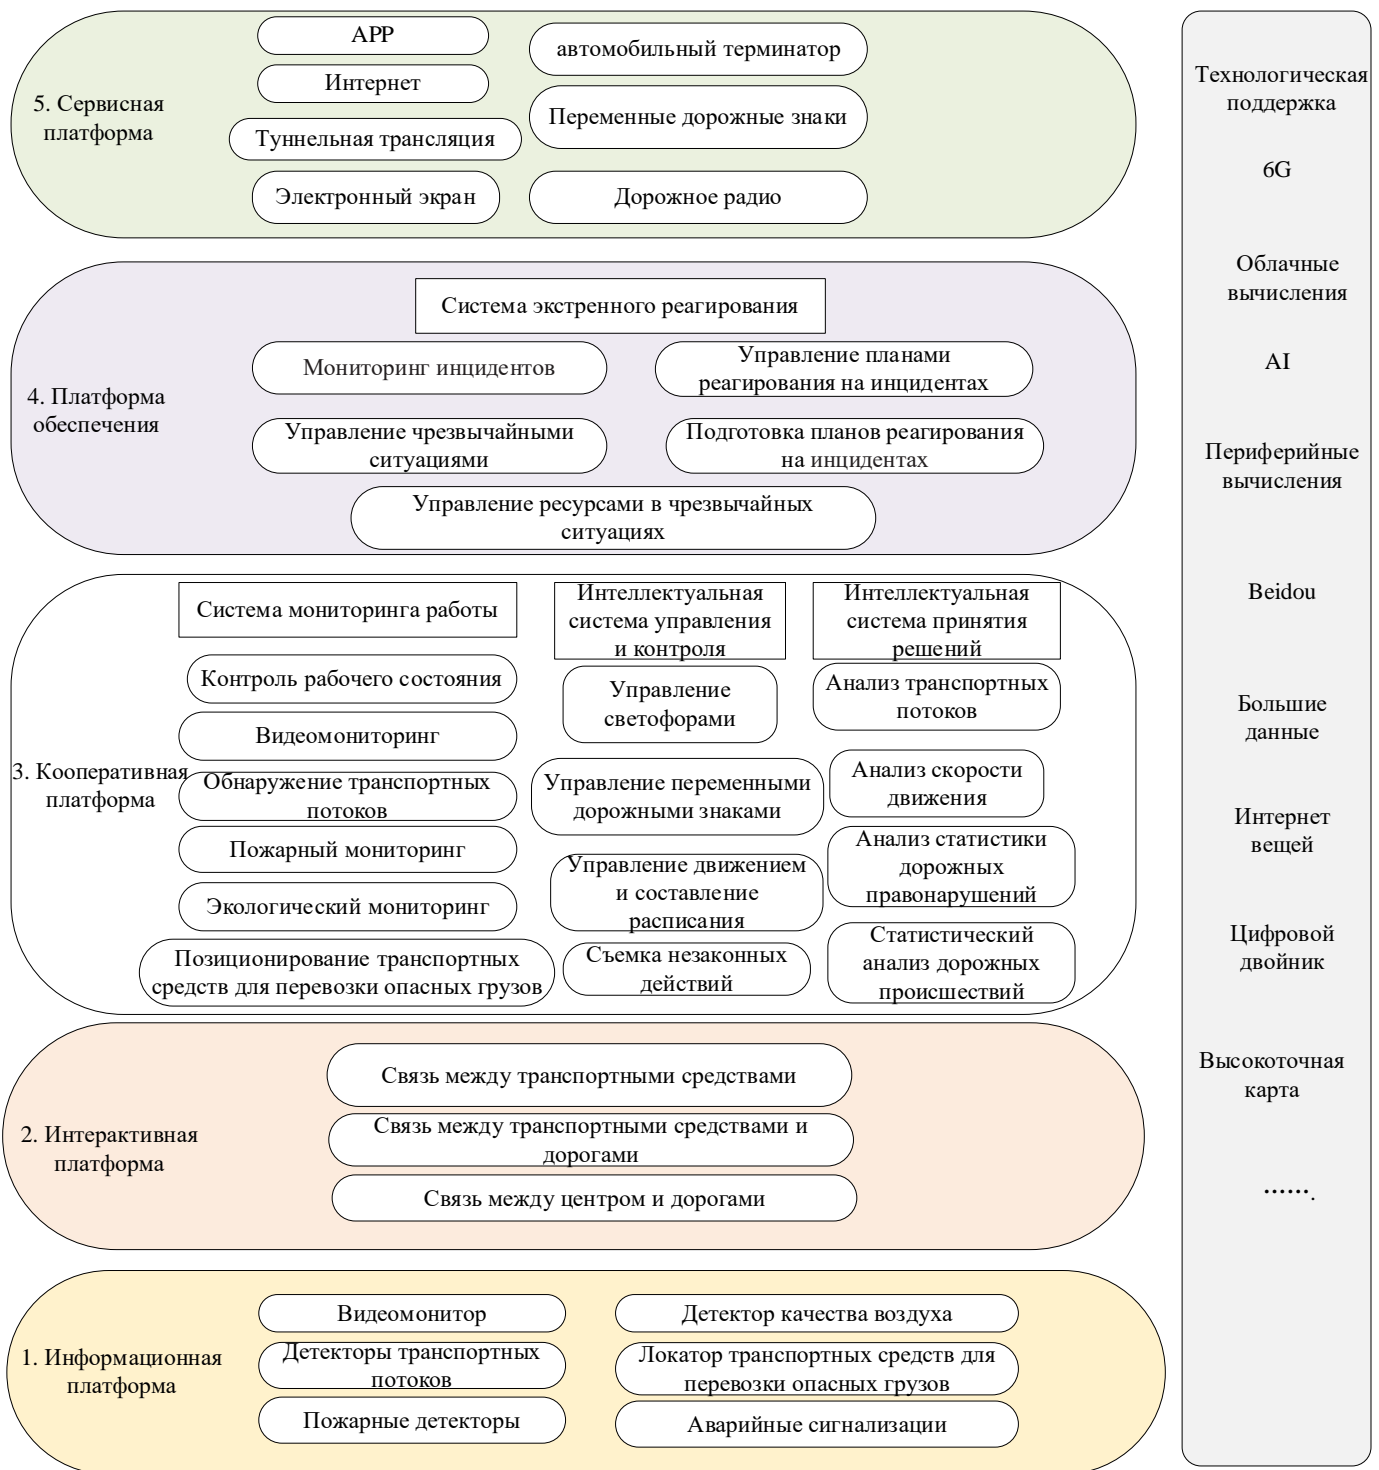 5. Сервисная
платформа
APP
Интернет
Туннельная трансляция
Электронный экран
автомобильный терминатор
Переменные дорожные знаки
Дорожное радио
4. Платформа
обеспечения
Система экстренного реагирования
Мониторинг инцидентов
Управление планами
реагирования на инцидентах
Управление чрезвычайными
ситуациями
Подготовка планов реагирования
на инцидентах
Управление ресурсами в чрезвычайных
ситуациях
3. Кооперативная
платформа
Система мониторинга работы
Контроль рабочего состояния
Видеомониторинг
Обнаружение транспортных
потоков
Пожарный мониторинг
Экологический мониторинг
Позиционирование транспортных
средств для перевозки опасных грузов
Интеллектуальная
система управления
и контроля
Управление
светофорами
Управление переменными
дорожными знаками
Управление движением
и составление
расписания
Съемка незаконных
действий
Интеллектуальная
система принятия
решений
Анализ транспортных
потоков
Анализ скорости
движения
Анализ статистики
дорожных
правонарушений
Статистический
анализ дорожных
происшествий
2. Интерактивная
платформа
Связь между транспортными средствами
Связь между транспортными средствами и
дорогами
Связь между центром и дорогами
1. Информационная
платформа
Видеомонитор
Детекторы транспортных
потоков
Пожарные детекторы
Детектор качества воздуха
Локатор транспортных средств для
перевозки опасных грузов
Аварийные сигнализации
Технологическая
поддержка
6G
Облачные
вычисления
AI
Периферийные
вычисления
Beidou
Большие
данные
Интернет
вещей
Цифровой
двойник
Высокоточная
карта
…….